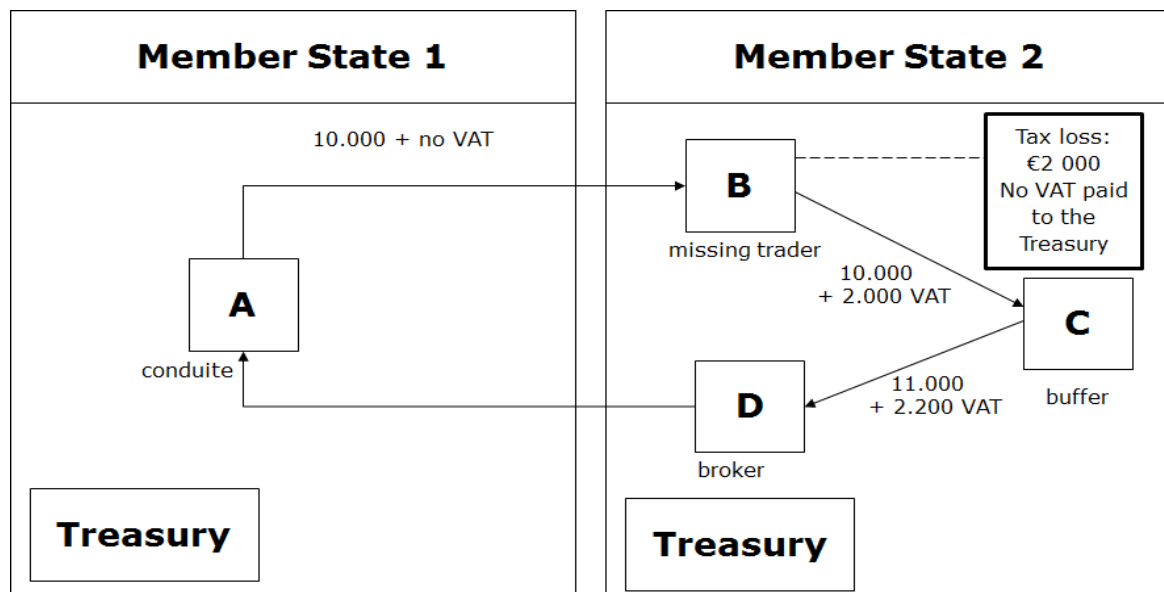 Member State 1
Member State 2
10.000 + no VAT
Tax loss:
€2 000
No VAT paid
to the
Treasury
B
missing trader
10.000
+ 2.000 VAT
A
conduite
C
buffer
11.000
+ 2.200 VAT
D
broker
Treasury
Treasury